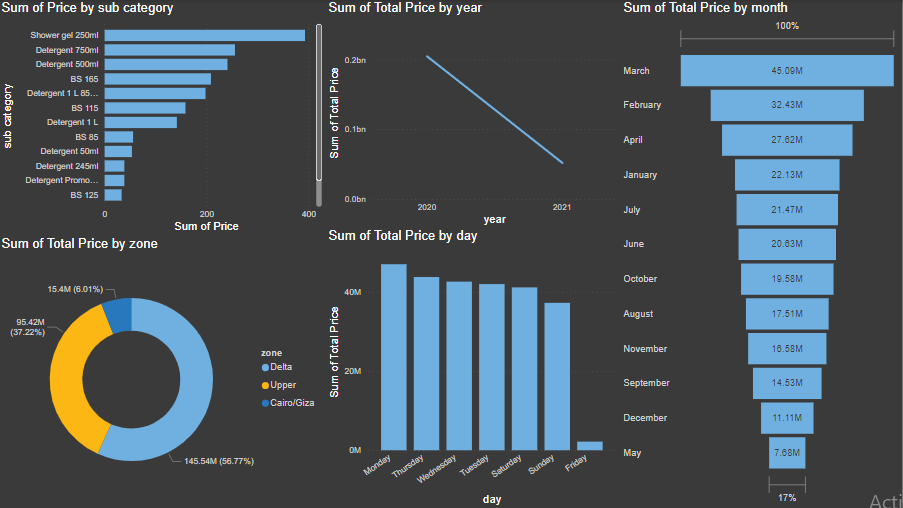 Sum of Price by sub category
sub category
Shower gel 250ml
Detergent 750ml
Detergent 500ml
BS 165
Detergent 1 L 85...
BS 115
Detergent 1 L
BS 85
Detergent 50ml
Detergent 245ml
Detergent Promo...
BS 125
0
200
400
Sum of Price
Sum of Total Price by year
Sum of Total Price
0.2bn
0.1bn
0.0bn
2020
2021
year
Sum of Total Price by month
100%
March
45.09M
February
32.43M
April
27.62M
January
22.13M
July
21.47M
June
20.63M
October
19.58M
August
17.51M
November
16.58M
September
14.53M
December
11.11M
May
7.68M
17%
Sum of Total Price by zone
15.4M (6.01%)
95.42M
(37.22%)
145.54M (56.77%)
zone
Delta
Upper
Cairo/Giza
Sum of Total Price by day
Sum of Total Price
40M
20M
0M
Monday
Thursday
Wednesday
Tuesday
Saturday
Sunday
Friday
day
Acti